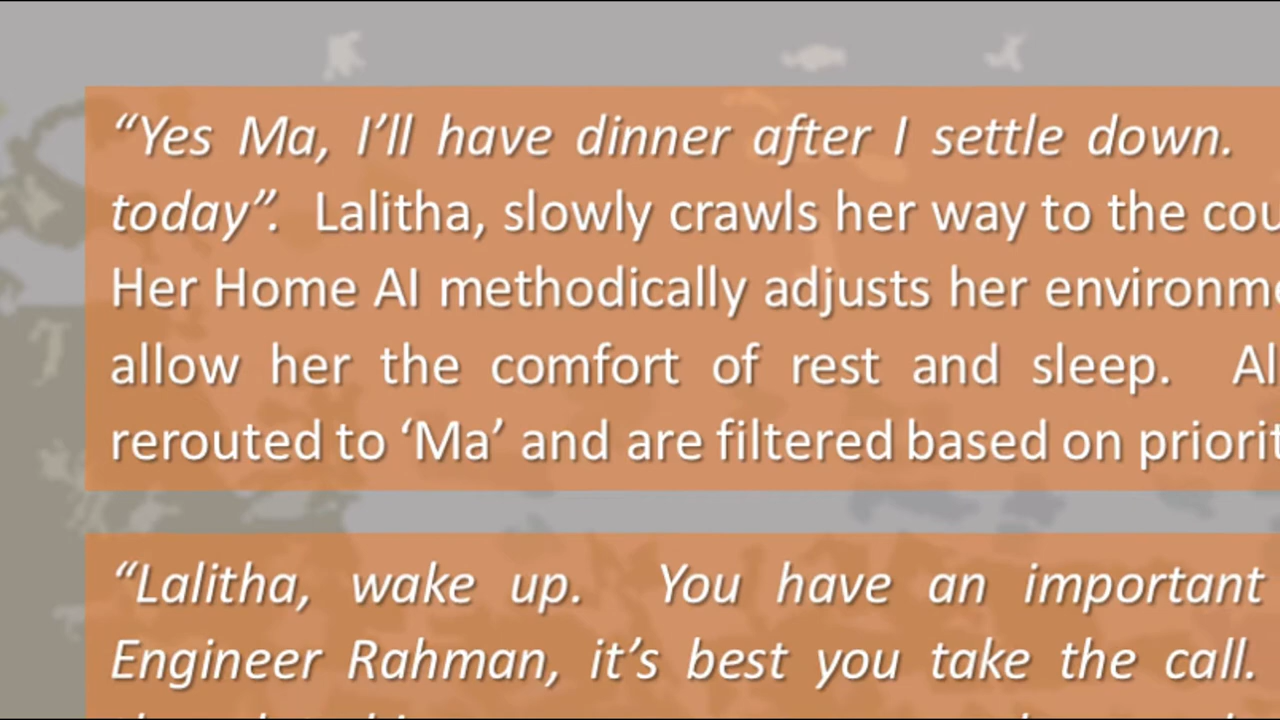 “Yes Ma, I’ll have dinner after I settle down.
today”. Lalitha, slowly crawls her way to the
Her Home AI methodically adjusts her
allow her the comfort of rest and sleep.
rerouted to ‘Ma’ and are filtered based on
“Lalitha, wake up. You have an important
Engineer Rahman, it’s best you take the call.